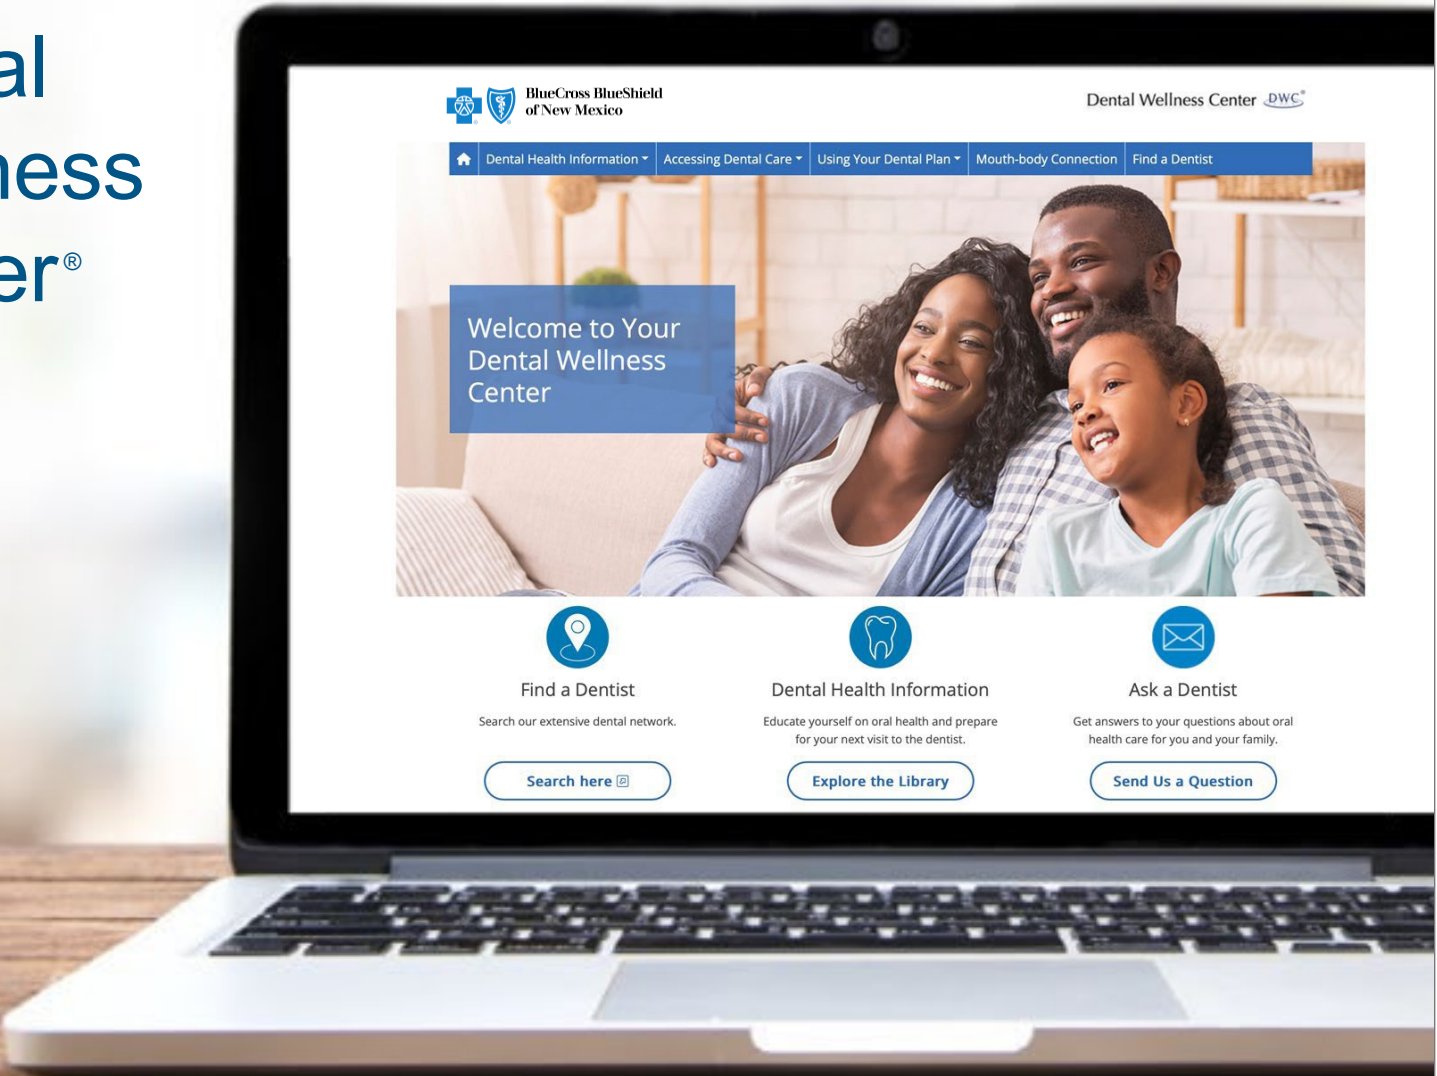 al
ness
er®
BlueCross BlueShield
of New Mexico
Dental Wellness Center DWC®
Dental Health Information
Accessing Dental Care
Using Your Dental Plan
Mouth-body Connection
Find a Dentist
Welcome to Your
Dental Wellness
Center
Find a Dentist
Search our extensive dental network.
Search here
Dental Health Information
Educate yourself on oral health and prepare
for your next visit to the dentist.
Explore the Library
Ask a Dentist
Get answers to your questions about oral
health care for you and your family.
Send Us a Question